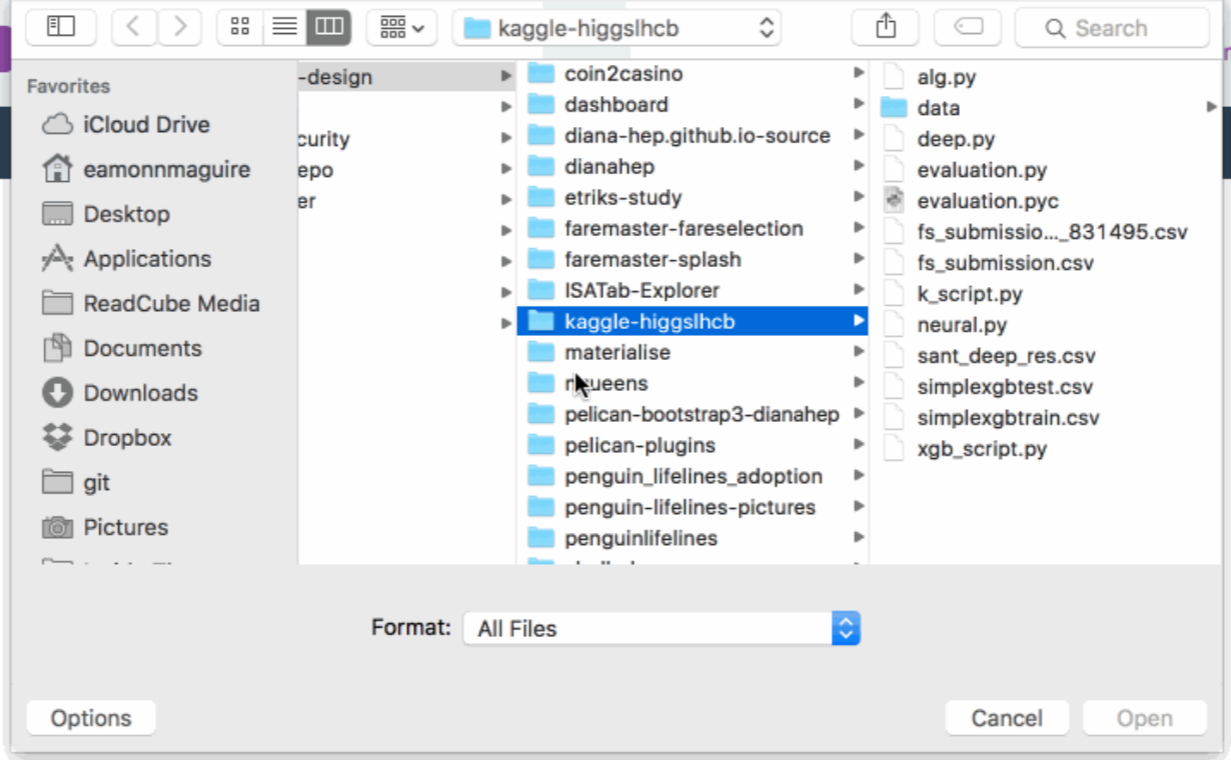 kaggle-higgslhcb
Search
Favorites
iCloud Drive
eamonnmaguire
Desktop
Applications
ReadCube Media
Documents
Downloads
Dropbox
git
Pictures
-design
curity
epo
er
coin2casino
dashboard
diana-hep.github.io-source
dianahep
etriks-study
faremaster-fareselection
faremaster-splash
ISATab-Explorer
kaggle-higgslhcb
materialise
pelican-bootstrap3-dianahep
pelican-plugins
penguin_lifelines_adoption
penguin-lifelines-pictures
penguinlifelines
alg.py
data
deep.py
evaluation.py
evaluation.pyc
fs_submissio..._831495.csv
fs_submission.csv
k_script.py
neural.py
sant_deep_res.csv
simplexgbtest.csv
simplexgbtrain.csv
xgb_script.py
Format:
All Files
Options
Cancel
Open